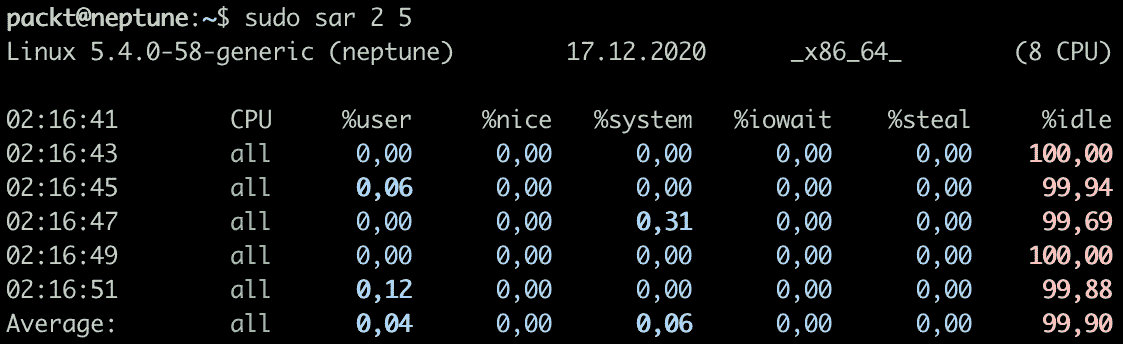 packt@neptune:~$ sudo sar 2 5
Linux 5.4.0-58-generic (neptune) 17.12.2020 _x86_64_ (8 CPU)
02:16:41 CPU %user %nice %system %iowait %steal %idle
02:16:43 all 0,00 0,00 0,00 0,00 0,00 100,00
02:16:45 all 0,06 0,00 0,00 0,00 0,00 99,94
02:16:47 all 0,00 0,00 0,31 0,00 0,00 99,69
02:16:49 all 0,00 0,00 0,00 0,00 0,00 100,00
02:16:51 all 0,12 0,00 0,00 0,00 0,00 99,88
Average: all 0,04 0,00 0,06 0,00 0,00 99,90